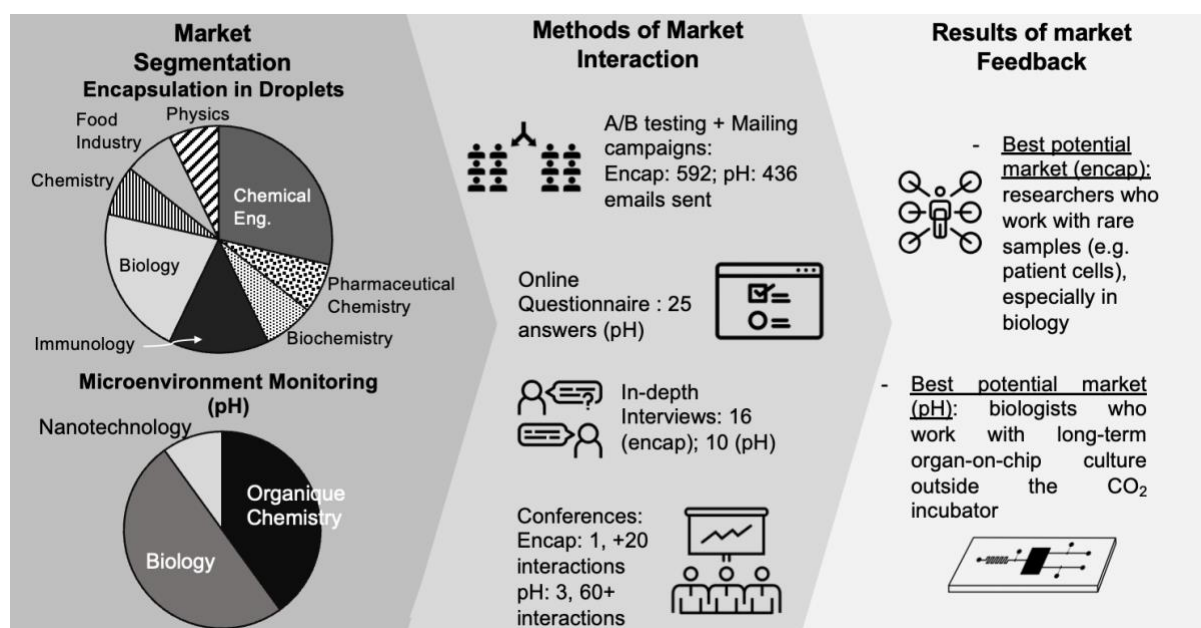 Market
Segmentation
Encapsulation in Droplets
Physics
Food
Industry
Chemistry
Chemical
Eng.
Biology
Pharmaceutical
Chemistry
Immunology
Biochemistry
Microenvironment Monitoring
(pH)
Nanotechnology
Organique
Chemistry
Biology
Methods of Market
Interaction
A/B testing + Mailing
campaigns:
Encap: 592; pH: 436
emails sent
Online
Questionnaire : 25
answers (pH)
?
In-depth
Interviews: 16
(encap); 10 (pH)
Conferences:
Encap: 1, +20
interactions
pH: 3, 60+
interactions
Results of market
Feedback
- Best potential
market (encap):
researchers who
work with rare
samples (e.g.
patient cells),
especially in
biology
- Best potential market
(pH): biologists who
work with long-term
organ-on-chip culture
outside the CO₂
incubator